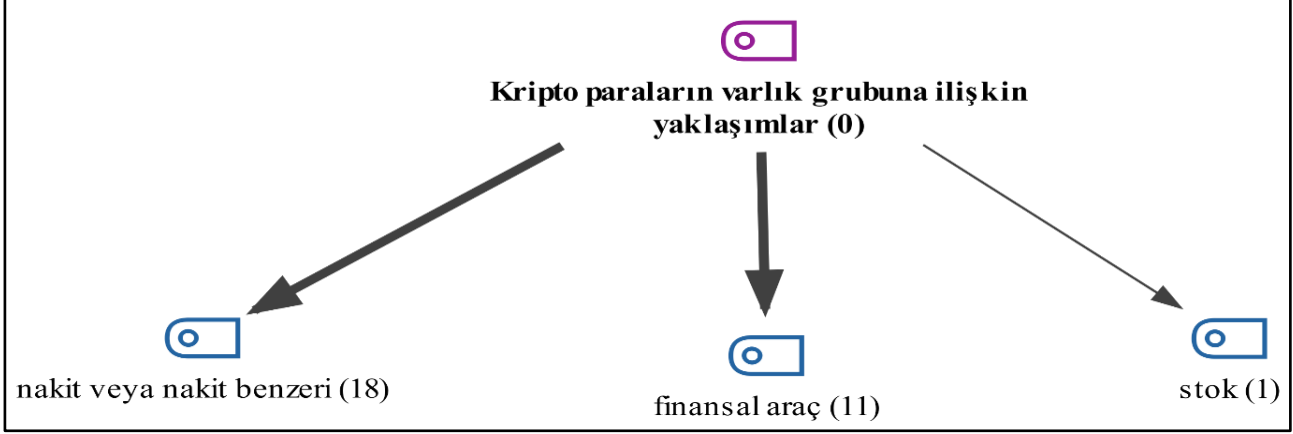 Kripto paraların varlık grubuna ilişkin
yaklaşımlar (0)
nakit veya nakit benzeri (18)
finansal araç (11)
stok (1)